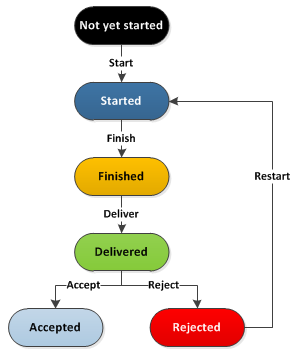 Not yet started
Start
Started
Finish
Restart
Finished
Deliver
Delivered
Accept
Reject
Accepted
Rejected